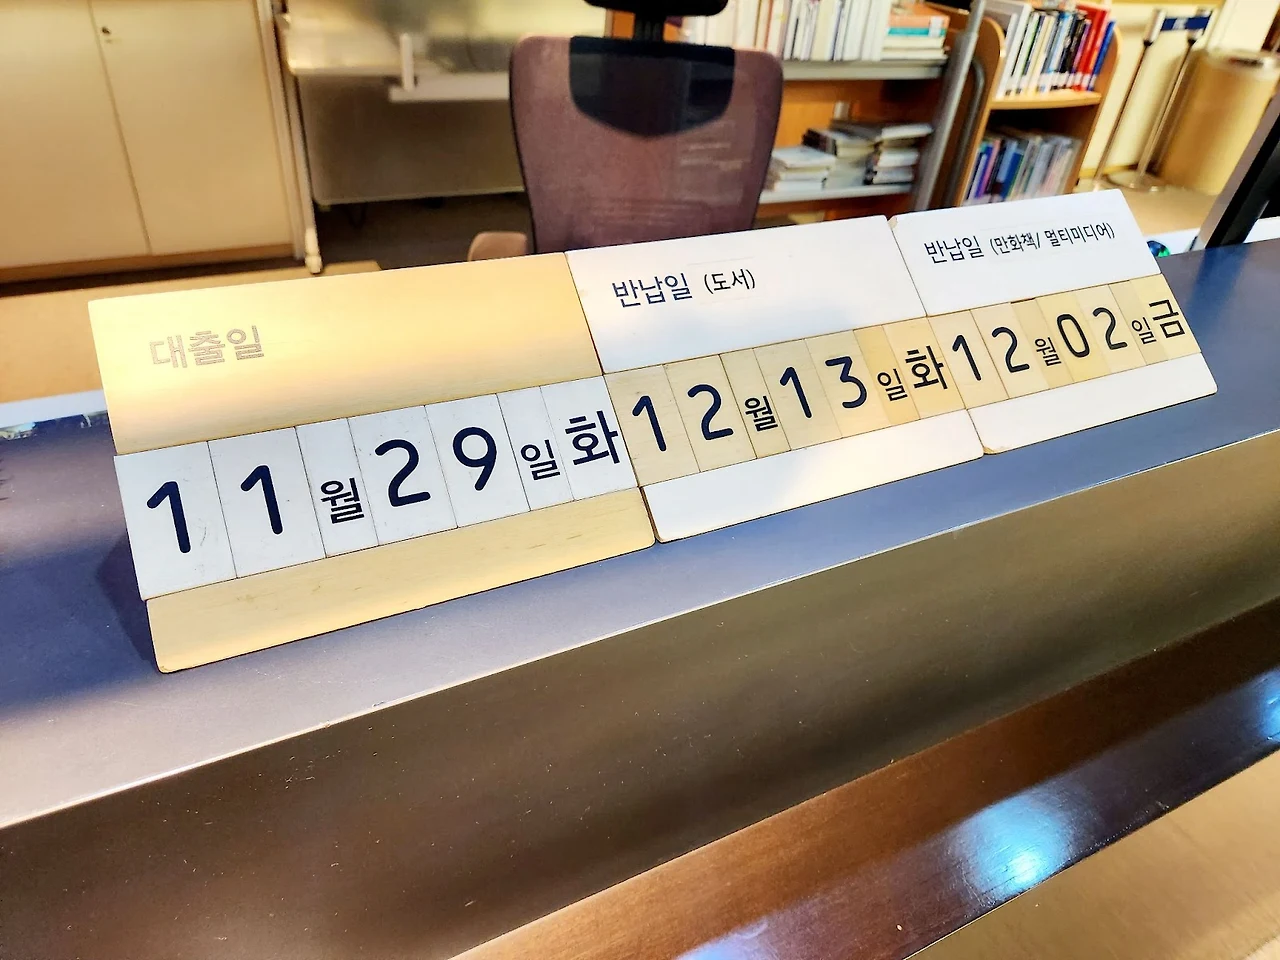 대출일
11월29일화
반납일 (도서)
12월13일화
반납일 (만화책/ 멀티미디어)
12월02일금